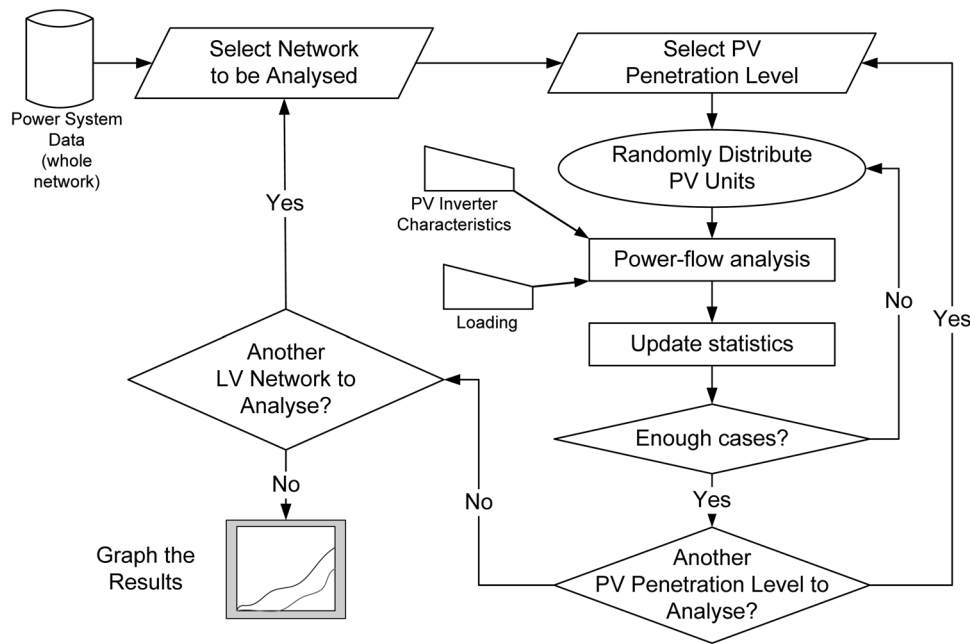 Select Network
to be Analysed
Select PV
Penetration Level
Power System
Data
(whole
network)
Randomly Distribute
PV Units
PV Inverter
Characteristics
Yes
Power-flow analysis
Loading
No
Yes
Update statistics
Another
LV Network to
Analyse?
Enough cases?
No
No
Yes
Graph the
Results
Another
PV Penetration Level to
Analyse?